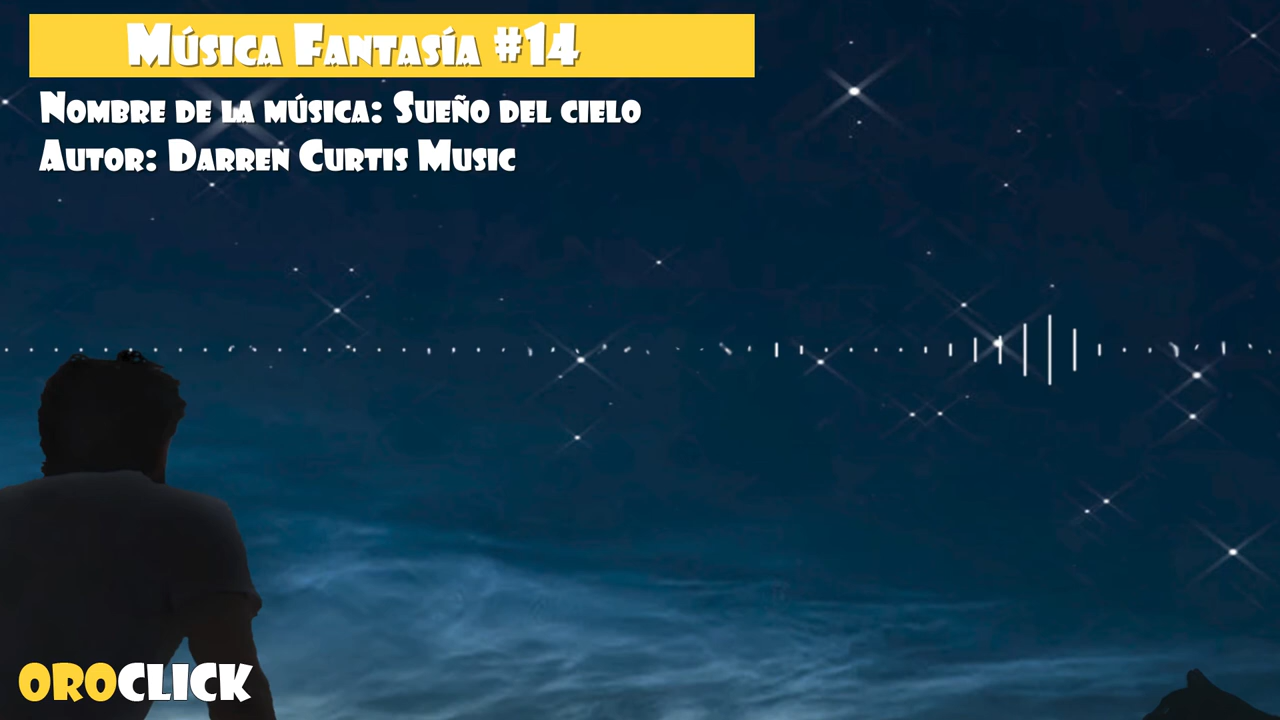 Música Fantasía #14
Nombre de la música: Sueño del cielo
Autor: Darren Curtis Music
OROCLICK